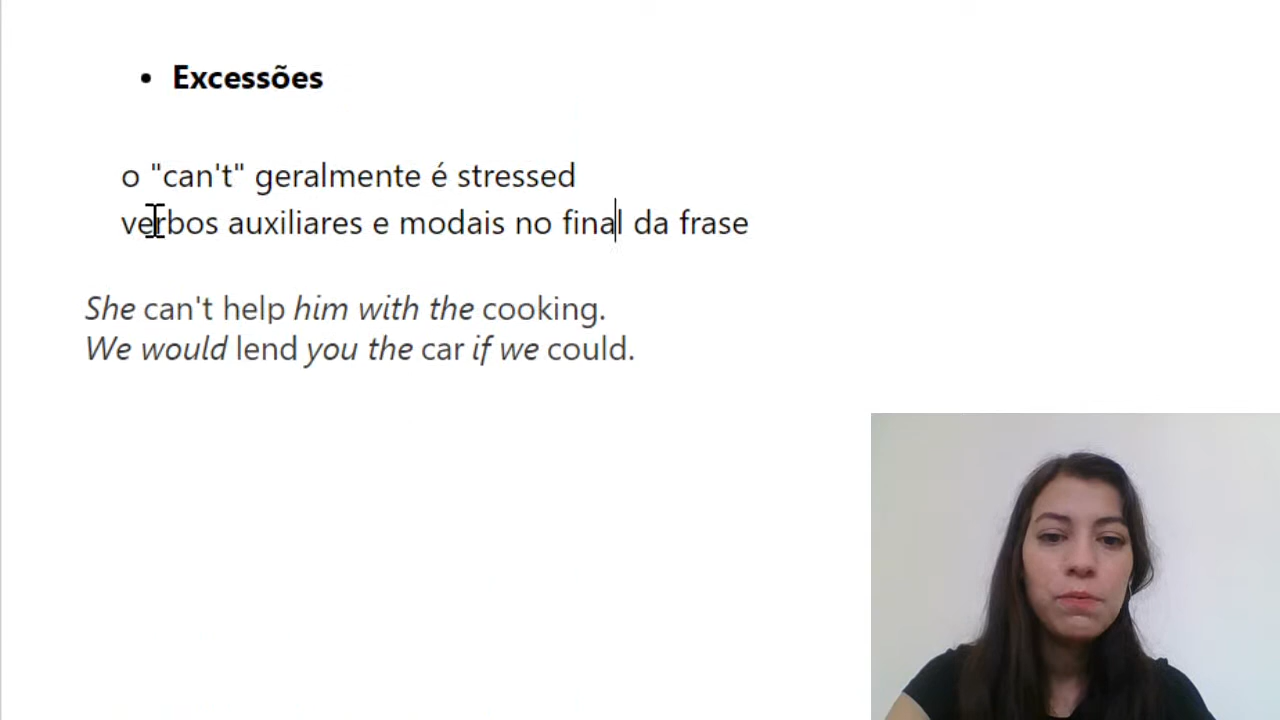 • Excessões
o "can't" geralmente é stressed
verbos auxiliares e modais no final da frase
She can't help him with the cooking.
We would lend you the car if we could.